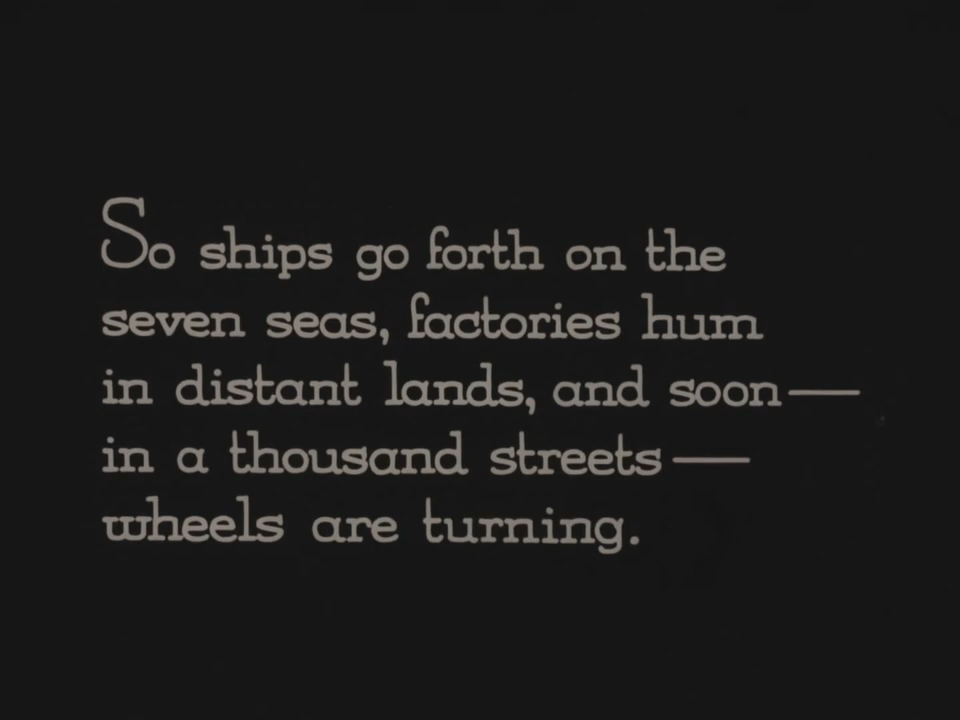 So ships go forth on the
seven seas, factories hum
in distant lands, and soon——
in a thousand streets ——
wheels are turning.